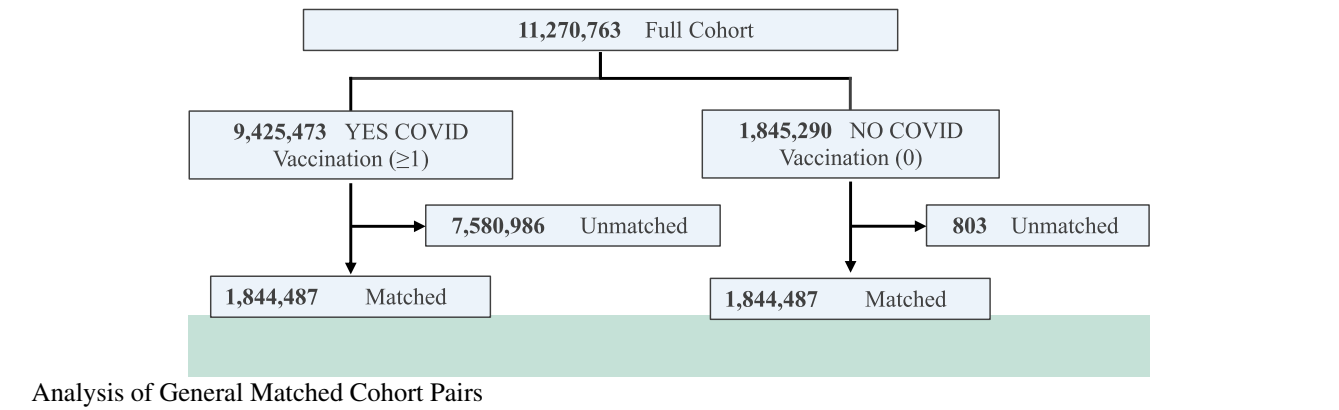 11,270,763 Full Cohort
9,425,473 YES COVID
Vaccination (≥1)
1,845,290 NO COVID
Vaccination (0)
7,580,986 Unmatched
803 Unmatched
1,844,487 Matched
1,844,487 Matched
Analysis of General Matched Cohort Pairs